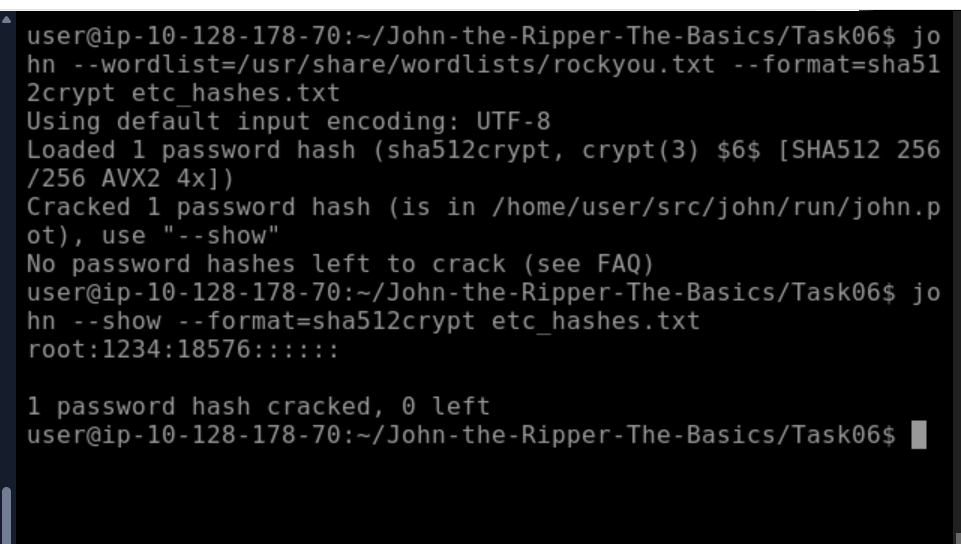 user@ip-10-128-178-70:~/John-the-Ripper-The-Basics/Task06$ jo
hn --wordlist=/usr/share/wordlists/rockyou.txt --format=sha51
2crypt etc_hashes.txt
Using default input encoding: UTF-8
Loaded 1 password hash (sha512crypt, crypt(3) $6$ [SHA512 256
/256 AVX2 4x])
Cracked 1 password hash (is in /home/user/src/john/run/john.p
ot), use "--show"
No password hashes left to crack (see FAQ)
user@ip-10-128-178-70:~/John-the-Ripper-The-Basics/Task06$ jo
hn --show --format=sha512crypt etc_hashes.txt
root:1234:18576::::::

1 password hash cracked, 0 left
user@ip-10-128-178-70:~/John-the-Ripper-The-Basics/Task06$